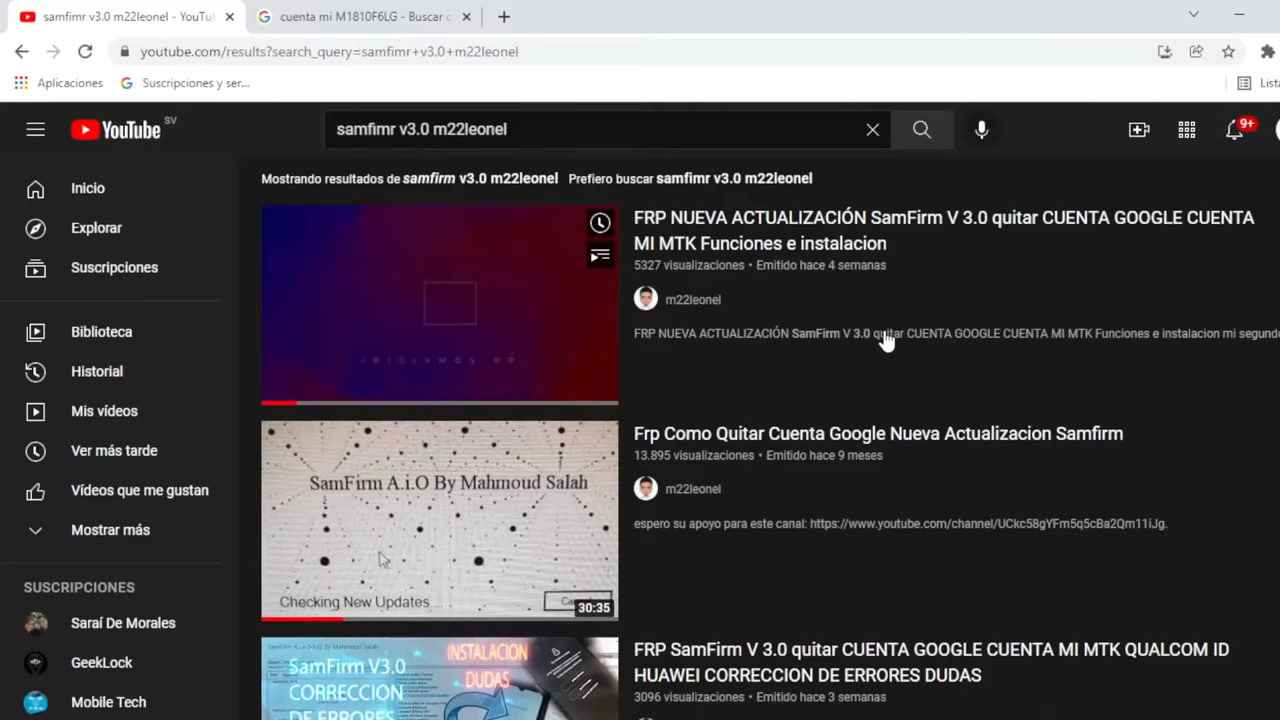 samfimr v3.0 m22leonel - YouTu
cuenta mi M1810F6LG - Buscar c
youtube.com/results?search_query=samfimr+v3.0+m22leonel
Aplicaciones
Suscripciones y ser...
Lista
YouTube SV
samfimr v3.0 m22leonel
9+
Mostrando resultados de samfirm v3.0 m22leonel Prefiero buscar samfimr v3.0 m22leonel
Inicio
Explorar
Suscripciones
Biblioteca
Historial
Mis vídeos
Ver más tarde
Vídeos que me gustan
Mostrar más
SUSCRIPCIONES
Saraí De Morales
GeekLock
Mobile Tech
INICIAMOS
FRP NUEVA ACTUALIZACIÓN SamFirm V 3.0 quitar CUENTA GOOGLE CUENTA
MI MTK Funciones e instalacion
5327 visualizaciones • Emitido hace 4 semanas
m22leonel
FRP NUEVA ACTUALIZACIÓN SamFirm V 3.0 quitar CUENTA GOOGLE CUENTA MI MTK Funciones e instalacion mi segundo
SamFirm A.i.O By Mahmoud Salah
Checking New Updates....
30:35
Frp Como Quitar Cuenta Google Nueva Actualizacion Samfirm
13.895 visualizaciones • Emitido hace 9 meses
m22leonel
espero su apoyo para este canal: https://www.youtube.com/channel/UCkc58gYFm5q5cBa2Qm11iJg.
SamFirm V3.0
CORRECCION
DE ERRORES
INSTALACION
DUDAS
FRP SamFirm V 3.0 quitar CUENTA GOOGLE CUENTA MI MTK QUALCOM ID
HUAWEI CORRECCION DE ERRORES DUDAS
3096 visualizaciones • Emitido hace 3 semanas